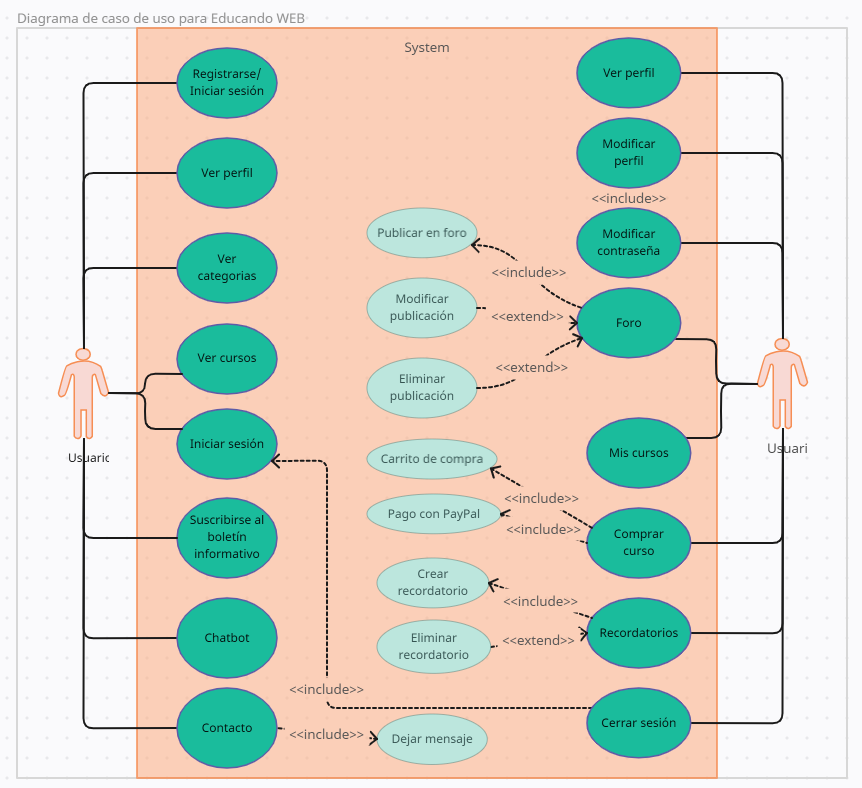 Diagrama de caso de uso para Educando WEB
System
Registrarse/
Iniciar sesión
Ver perfil
Ver
categorias
Ver cursos
Iniciar sesión
Suscribirse al
boletín
informativo
Chatbot
Contacto
Usuaric
Publicar en foro
Modificar
publicación
Eliminar
publicación
Carrito de compra
Pago con PayPal
Crear
recordatorio
Eliminar
recordatorio
Dejar mensaje
<<include>>
<<extend>>
<<extend>>
<<include>>
<<include>>
<<include>>
<<extend>>
<<include>>
<<include>>
Ver perfil
Modificar
perfil
<<include>>
Modificar
contraseña
Foro
Mis cursos
Comprar
curso
Recordatorios
Cerrar sesión
Usuari